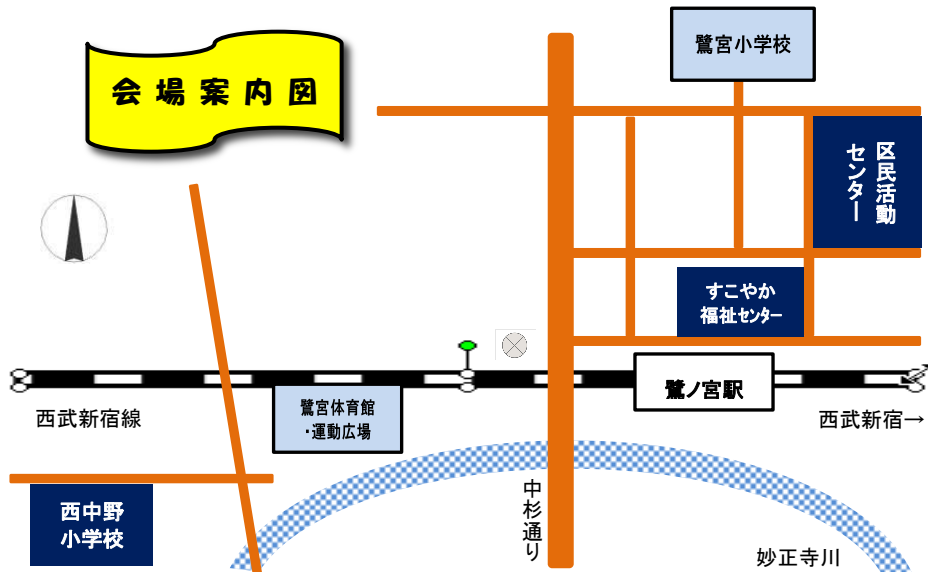 会場案内図
鷺宮小学校
区民活動
センター
すこやか
福祉センター
鷺ノ宮駅
西武新宿線
鷺宮体育館
・運動広場
西武新宿→
西中野
小学校
中杉通り
妙正寺川